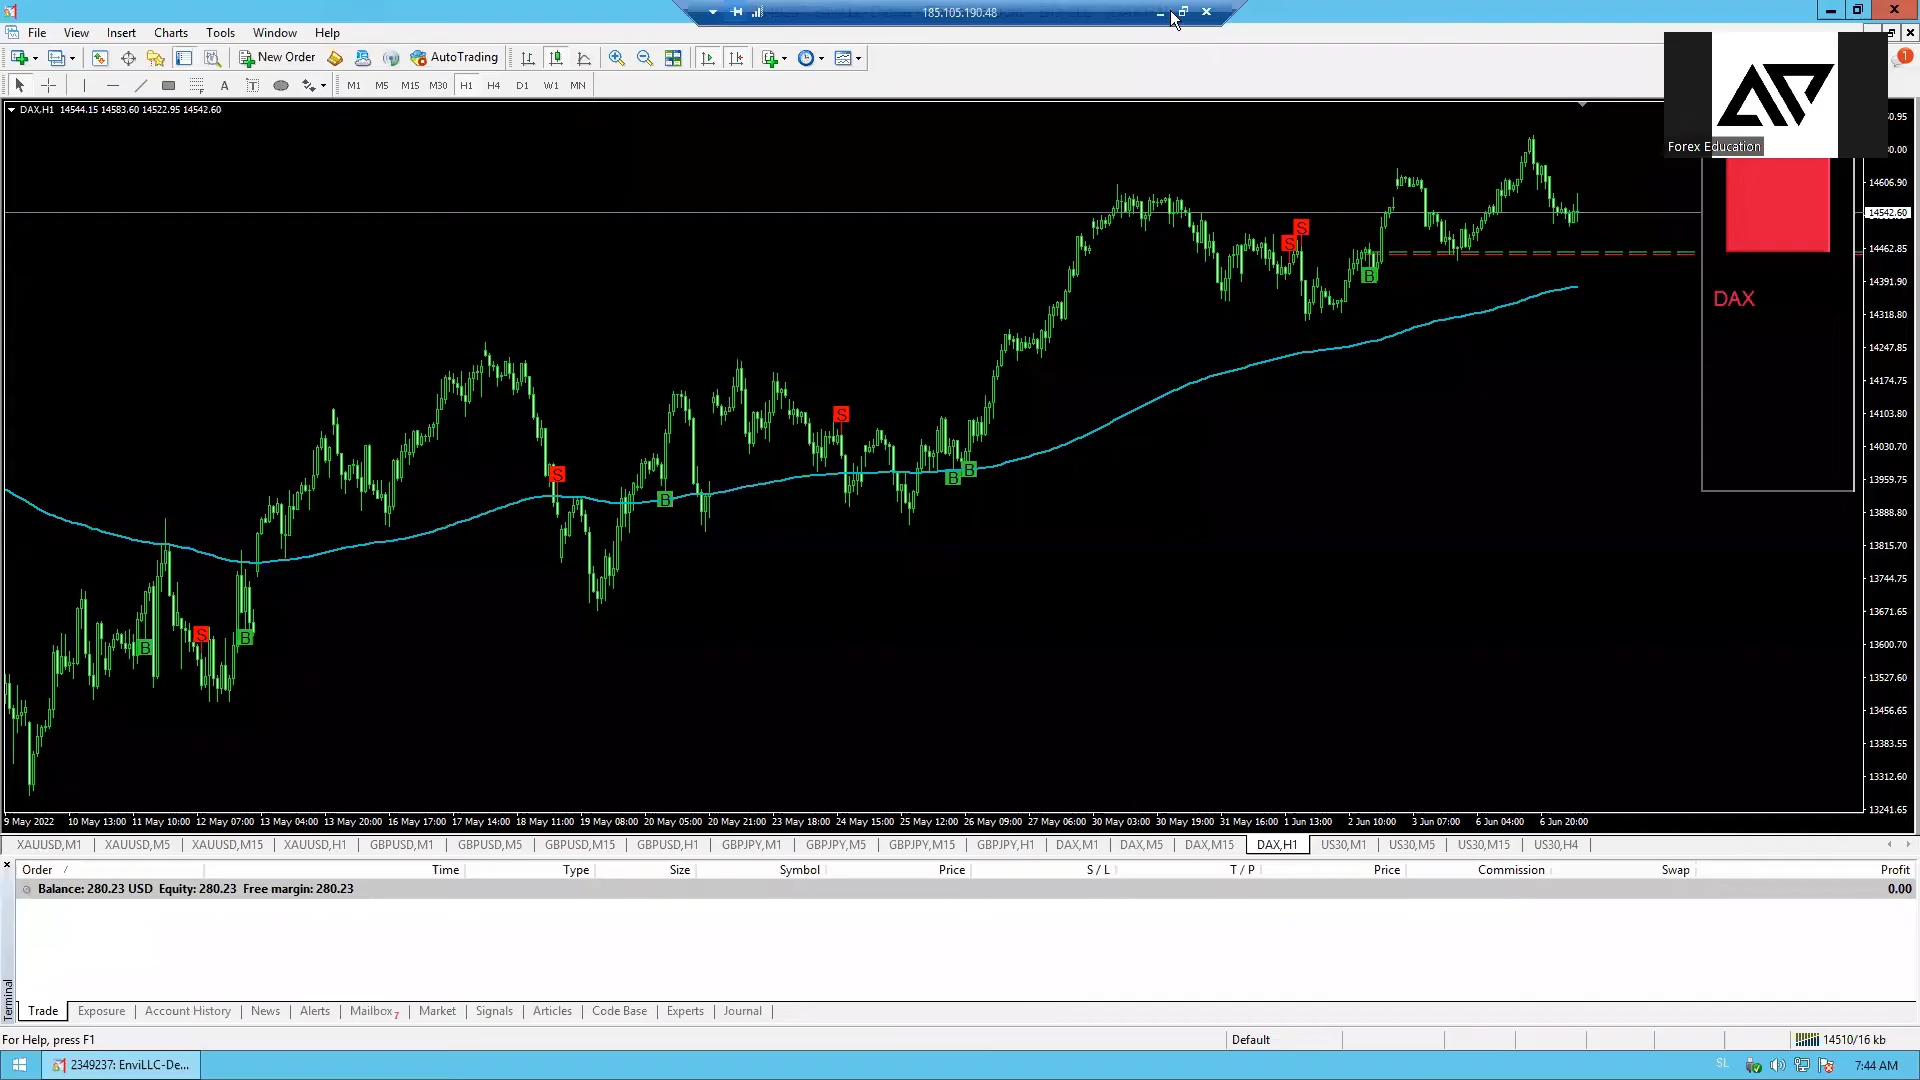 185.105.190.48
File View Insert Charts Tools Window Help
New Order AutoTrading
A T M1 M5 M15 M30 H1 H4 D1 W1 MN
1
DAX,H1 14544.15 14583.60 14522.95 14542.60
Forex Education
DAX
S
S
B
S
B
B
S
B
B
S
S
B
14606.90
14542.60
14462.85
14391.90
14318.80
14247.85
14174.75
14103.80
14030.70
13959.75
13888.80
13815.70
13744.75
13671.65
13600.70
13527.60
13456.65
13383.55
13312.60
13241.65
9 May 2022 10 May 13:00 11 May 10:00 12 May 07:00 13 May 04:00 13 May 20:00 16 May 17:00 17 May 14:00 18 May 11:00 19 May 08:00 20 May 05:00 20 May 21:00 23 May 18:00 24 May 15:00 25 May 12:00 26 May 09:00 27 May 06:00 30 May 03:00 30 May 19:00 31 May 16:00 1 Jun 13:00 2 Jun 10:00 3 Jun 07:00 6 Jun 04:00 6 Jun 20:00
XAUUSD,M1 XAUUSD,M5 XAUUSD,M15 XAUUSD,H1 GBPUSD,M1 GBPUSD,M5 GBPUSD,M15 GBPUSD,H1 GBPJPY,M1 GBPJPY,M5 GBPJPY,M15 GBPJPY,H1 DAX,M1 DAX,M5 DAX,M15 DAX,H1 US30,M1 US30,M5 US30,M15 US30,H4
Order / Time Type Size Symbol Price S / L T / P Price Commission Swap Profit
Balance: 280.23 USD Equity: 280.23 Free margin: 280.23 0.00
Terminal
Trade Exposure Account History News Alerts Mailbox 7 Market Signals Articles Code Base Experts Journal
For Help, press F1 Default 14510/16 kb
2349237: EnviLLC-De... SL 7:44 AM